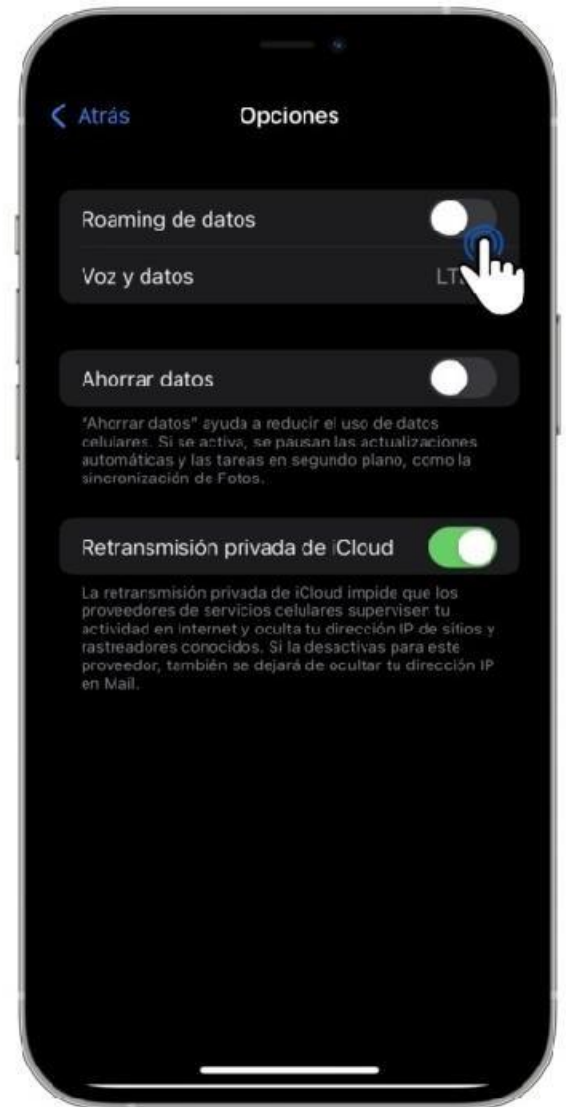 Atrás
Opciones
Roaming de datos
Voz y datos
Ahorrar datos
"Ahorrar datos" ayuda a reducir el uso de datos
celulares. Si se activa, se pausan las actualizaciones
automáticas y las tareas en segundo plano, como la
sincronización de Fotos.
Retransmisión privada de iCloud
La retransmisión privada de iCloud impide que los
proveedores de servicios celulares supervisen tu
actividad en internet y oculta tu dirección IP de sitios y
rastreadores conocidos. Si la desactivas para este
proveedor, también se dejará de ocultar tu dirección IP
en Mail.